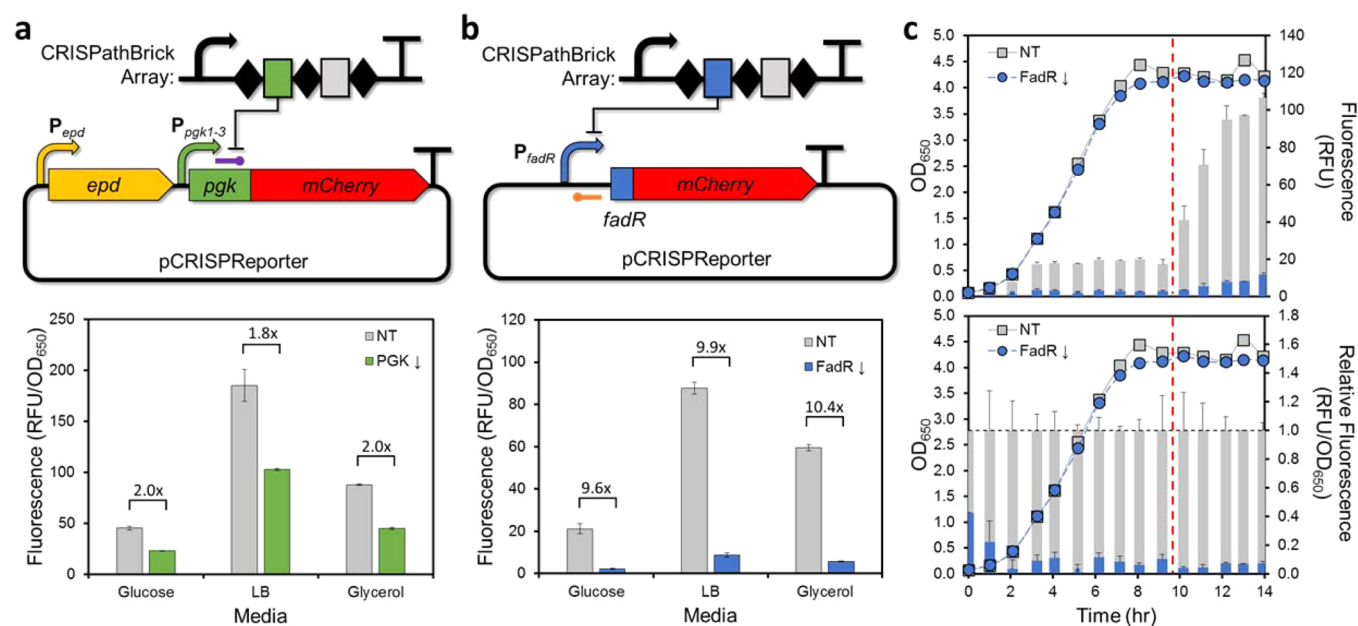 a
CRISPathBrick
Array:
P epd
P pgk1-3
epd
pgk
mCherry
pCRISPReporter
250
200
150
100
50
0
Fluorescence (RFU/OD650)
NT
PGK ↓
2.0x
1.8x
2.0x
Glucose
LB
Glycerol
Media
b
CRISPathBrick
Array:
P fadR
mCherry
fadR
pCRISPReporter
120
100
80
60
40
20
0
Fluorescence (RFU/OD650)
NT
FadR ↓
9.6x
9.9x
10.4x
Glucose
LB
Glycerol
Media
c
5.0
4.5
4.0
3.5
3.0
2.5
2.0
1.5
1.0
0.5
0.0
OD650
NT
FadR ↓
140
120
100
80
60
40
20
0
Fluorescence
(RFU)
5.0
4.5
4.0
3.5
3.0
2.5
2.0
1.5
1.0
0.5
0.0
OD650
NT
FadR ↓
1.8
1.6
1.4
1.2
1.0
0.8
0.6
0.4
0.2
0.0
Relative Fluorescence
(RFU/OD650)
0 2 4 6 8 10 12 14
Time (hr)